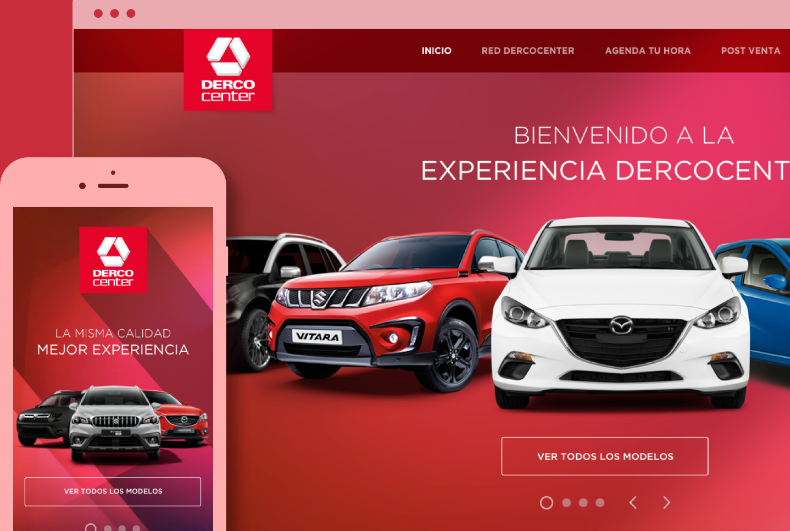 DERCO
center
INICIO
RED DERCOCENTER
AGENDA TU HORA
POST VENTA
BIENVENIDO A LA
EXPERIENCIA DERCOCENT
VITARA
VER TODOS LOS MODELOS
DERCO
center
LA MISMA CALIDAD
MEJOR EXPERIENCIA
VER TODOS LOS MODELOS